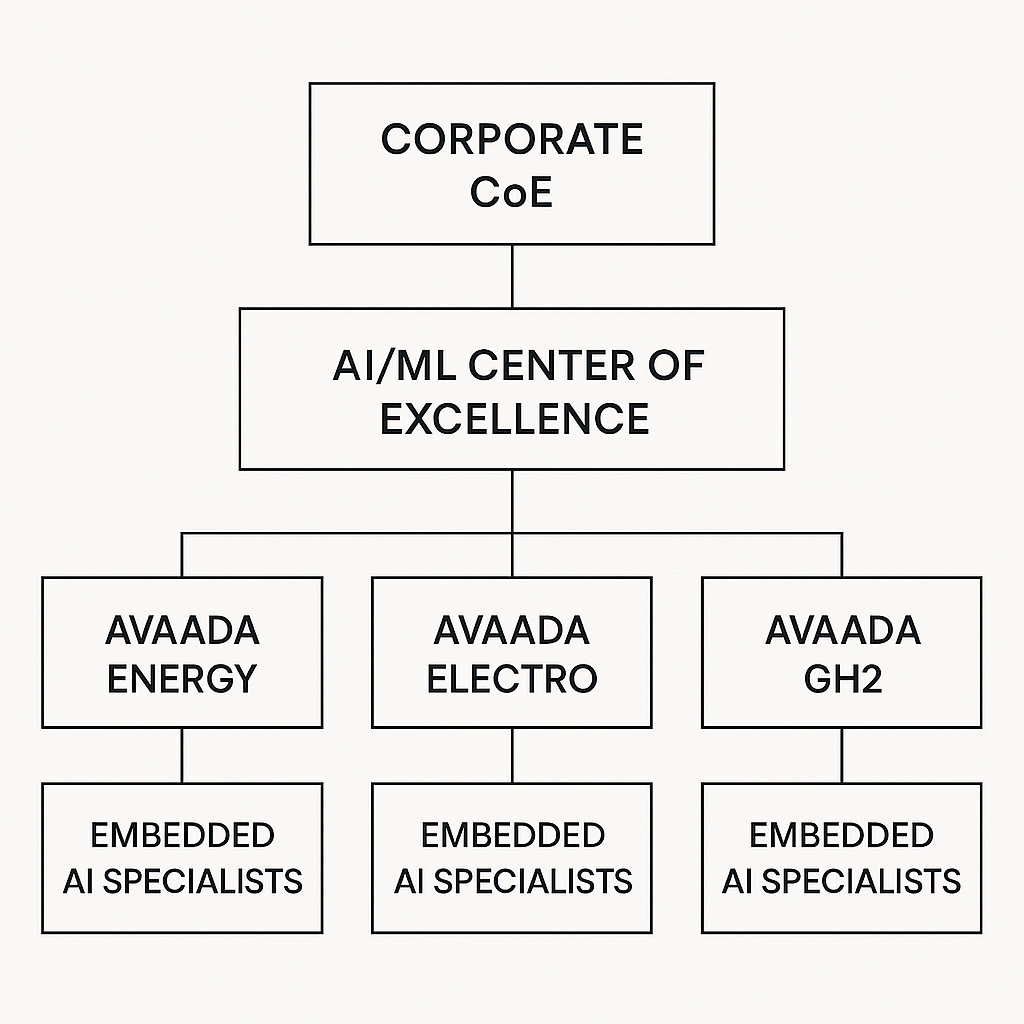 CORPORATE
CoE
AI/ML CENTER OF
EXCELLENCE
AVAADA
ENERGY
AVAADA
ELECTRO
AVAADA
GH2
EMBEDDED
AI SPECIALISTS
EMBEDDED
AI SPECIALISTS
EMBEDDED
AI SPECIALISTS